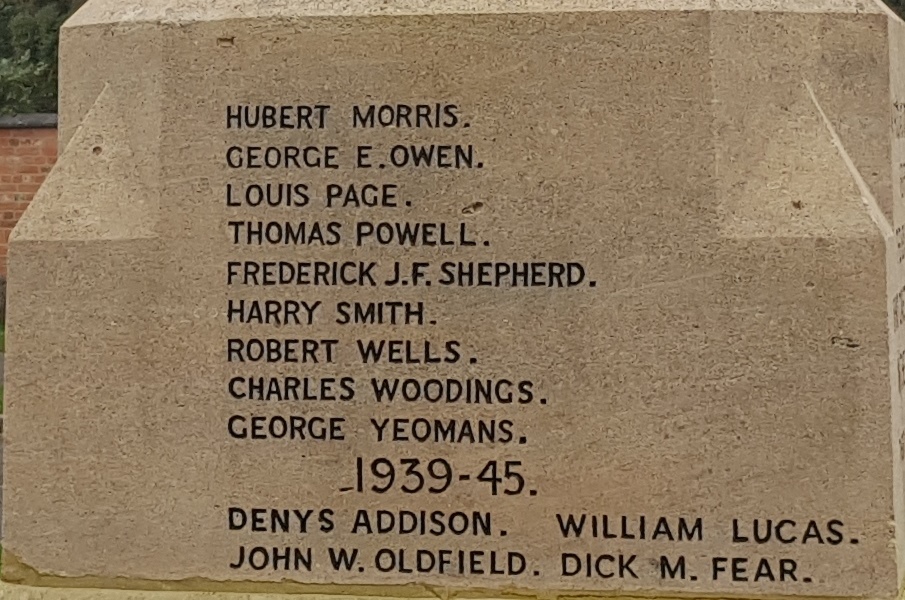 HUBERT MORRIS.
GEORGE E. OWEN.
LOUIS PAGE.
THOMAS POWELL.
FREDERICK J.F. SHEPHERD.
HARRY SMITH.
ROBERT WELLS.
CHARLES WOODINGS.
GEORGE YEOMANS.
1939-45.
DENYS ADDISON. WILLIAM LUCAS.
JOHN W. OLDFIELD. DICK M. FEAR.